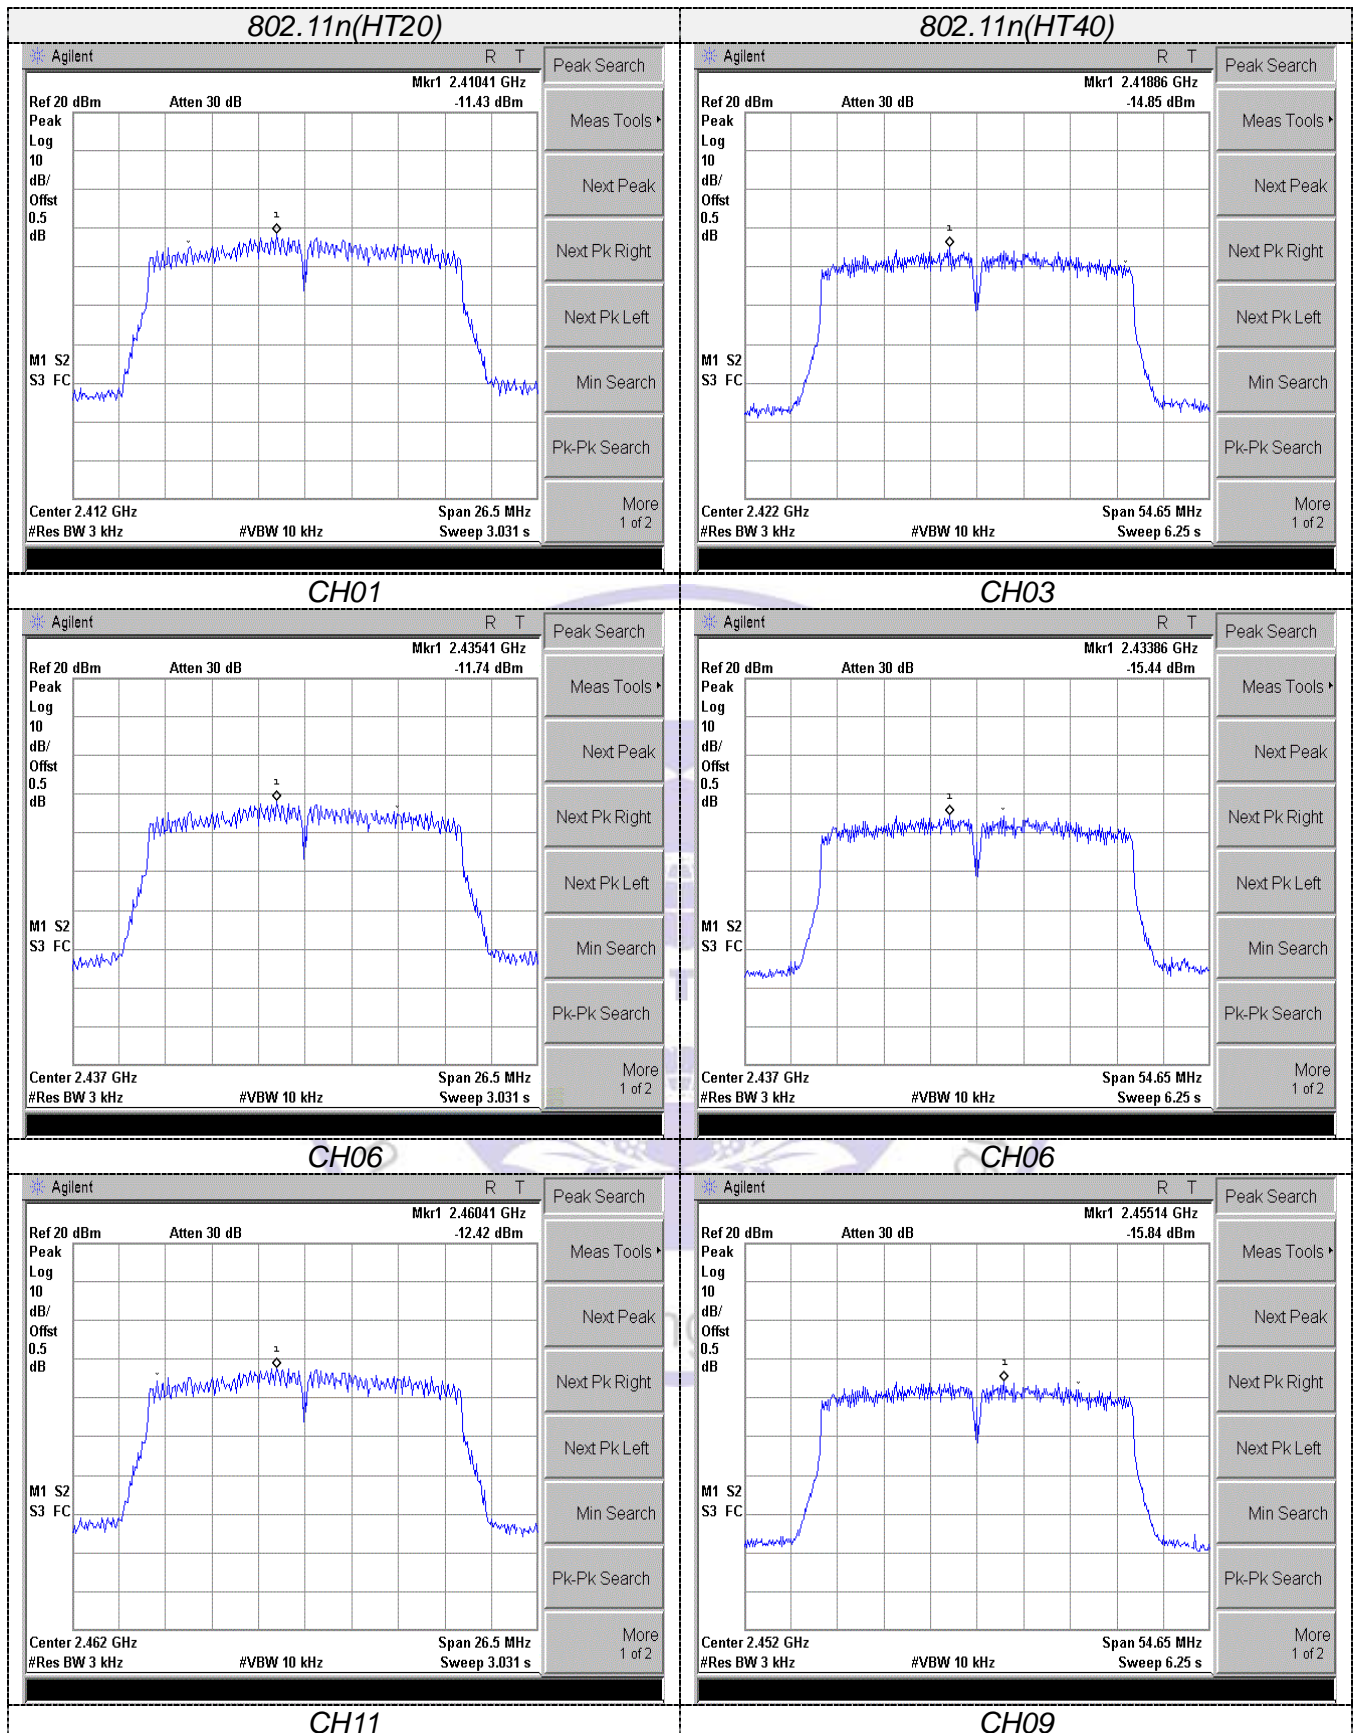 802.11n(HT20)
802.11n(HT40)
Agilent
R T
Peak Search
Mkr1 2.41041 GHz
Ref 20 dBm
Atten 30 dB
-11.43 dBm
Peak
Log
10
dB/
Offst
0.5
dB
1
M1 S2
S3 FC
Center 2.412 GHz
Span 26.5 MHz
#Res BW 3 kHz
#VBW 10 kHz
Sweep 3.031 s
Meas Tools
Next Peak
Next Pk Right
Next Pk Left
Min Search
Pk-Pk Search
More
1 of 2
Agilent
R T
Peak Search
Mkr1 2.41886 GHz
Ref 20 dBm
Atten 30 dB
-14.85 dBm
Peak
Log
10
dB/
Offst
0.5
dB
1
M1 S2
S3 FC
Center 2.422 GHz
Span 54.65 MHz
#Res BW 3 kHz
#VBW 10 kHz
Sweep 6.25 s
Meas Tools
Next Peak
Next Pk Right
Next Pk Left
Min Search
Pk-Pk Search
More
1 of 2
CH01
CH03
Agilent
R T
Peak Search
Mkr1 2.43541 GHz
Ref 20 dBm
Atten 30 dB
-11.74 dBm
Peak
Log
10
dB/
Offst
0.5
dB
1
M1 S2
S3 FC
Center 2.437 GHz
Span 26.5 MHz
#Res BW 3 kHz
#VBW 10 kHz
Sweep 3.031 s
Meas Tools
Next Peak
Next Pk Right
Next Pk Left
Min Search
Pk-Pk Search
More
1 of 2
Agilent
R T
Peak Search
Mkr1 2.43386 GHz
Ref 20 dBm
Atten 30 dB
-15.44 dBm
Peak
Log
10
dB/
Offst
0.5
dB
1
M1 S2
S3 FC
Center 2.437 GHz
Span 54.65 MHz
#Res BW 3 kHz
#VBW 10 kHz
Sweep 6.25 s
Meas Tools
Next Peak
Next Pk Right
Next Pk Left
Min Search
Pk-Pk Search
More
1 of 2
CH06
CH06
Agilent
R T
Peak Search
Mkr1 2.46041 GHz
Ref 20 dBm
Atten 30 dB
-12.42 dBm
Peak
Log
10
dB/
Offst
0.5
dB
1
M1 S2
S3 FC
Center 2.462 GHz
Span 26.5 MHz
#Res BW 3 kHz
#VBW 10 kHz
Sweep 3.031 s
Meas Tools
Next Peak
Next Pk Right
Next Pk Left
Min Search
Pk-Pk Search
More
1 of 2
Agilent
R T
Peak Search
Mkr1 2.45514 GHz
Ref 20 dBm
Atten 30 dB
-15.84 dBm
Peak
Log
10
dB/
Offst
0.5
dB
1
M1 S2
S3 FC
Center 2.452 GHz
Span 54.65 MHz
#Res BW 3 kHz
#VBW 10 kHz
Sweep 6.25 s
Meas Tools
Next Peak
Next Pk Right
Next Pk Left
Min Search
Pk-Pk Search
More
1 of 2
CH11
CH09